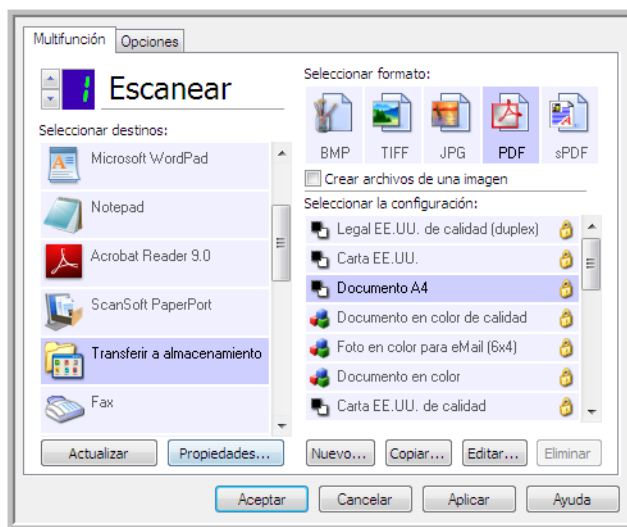 Multifunción
Opciones
1
Escanear
Seleccionar destinos:
Microsoft WordPad
Notepad
Acrobat Reader 9.0
ScanSoft PaperPort
Transferir a almacenamiento
Fax
Actualizar
Propiedades...
Seleccionar formato:
BMP TIFF JPG PDF sPDF
Crear archivos de una imagen
Seleccionar la configuración:
Legal EE.UU. de calidad (duplex)
Carta EE.UU.
Documento A4
Documento en color de calidad
Foto en color para eMail (6x4)
Documento en color
Carta EE.UU. de calidad
Nuevo... Copiar... Editar... Eliminar
Aceptar Cancelar Aplicar Ayuda